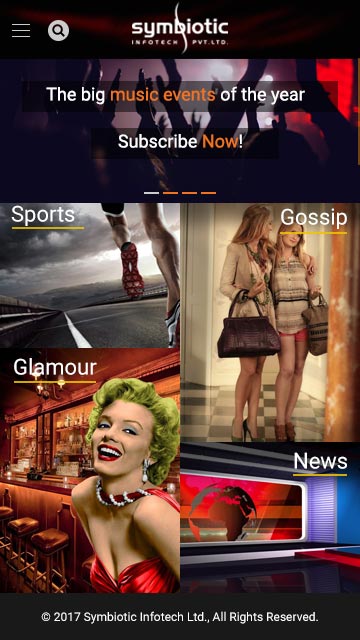 symbiotic
INFOTECH PVT.LTD.
The big music events of the year
Subscribe Now!
Sports
Gossip
Glamour
News
© 2017 Symbiotic Infotech Ltd., All Rights Reserved.